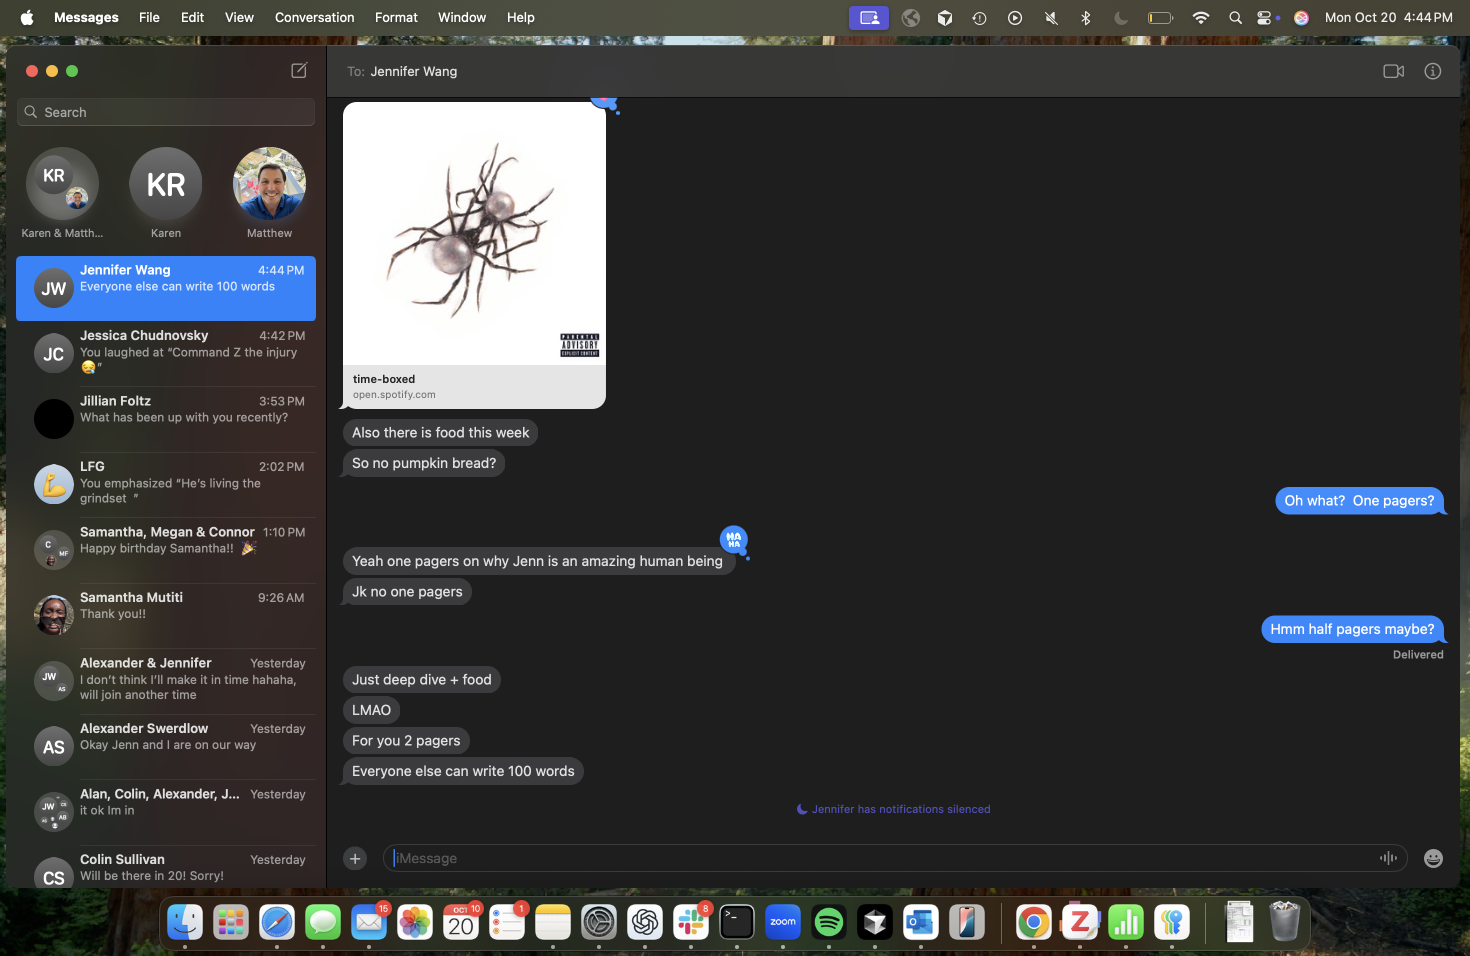 Messages File Edit View Conversation Format Window Help
Mon Oct 20 4:44 PM
Search
KR
Karen & Matth...
KR
Karen
Matthew
JW
Jennifer Wang 4:44 PM
Everyone else can write 100 words
JC
Jessica Chudnovsky 4:42 PM
You laughed at “Command Z the injury
😪”
Jillian Foltz 3:53 PM
What has been up with you recently?
LFG 2:02 PM
You emphasized “He’s living the
grindset ”
C
MF
Samantha, Megan & Connor 1:10 PM
Happy birthday Samantha!! 🎉
Samantha Mutiti 9:26 AM
Thank you!!
JW
AS
Alexander & Jennifer Yesterday
I don’t think I’ll make it in time hahaha,
will join another time
AS
Alexander Swerdlow Yesterday
Okay Jenn and I are on our way
JW
CS
AB
Alan, Colin, Alexander, J... Yesterday
it ok Im in
CS
Colin Sullivan Yesterday
Will be there in 20! Sorry!
To: Jennifer Wang
PARENTAL
ADVISORY
EXPLICIT CONTENT
time-boxed
open.spotify.com
Also there is food this week
So no pumpkin bread?
Oh what? One pagers?
HA
HA
Yeah one pagers on why Jenn is an amazing human being
Jk no one pagers
Hmm half pagers maybe?
Delivered
Just deep dive + food
LMAO
For you 2 pagers
Everyone else can write 100 words
Jennifer has notifications silenced
iMessage
15
OCT
20
10
1
8
zoom
Z